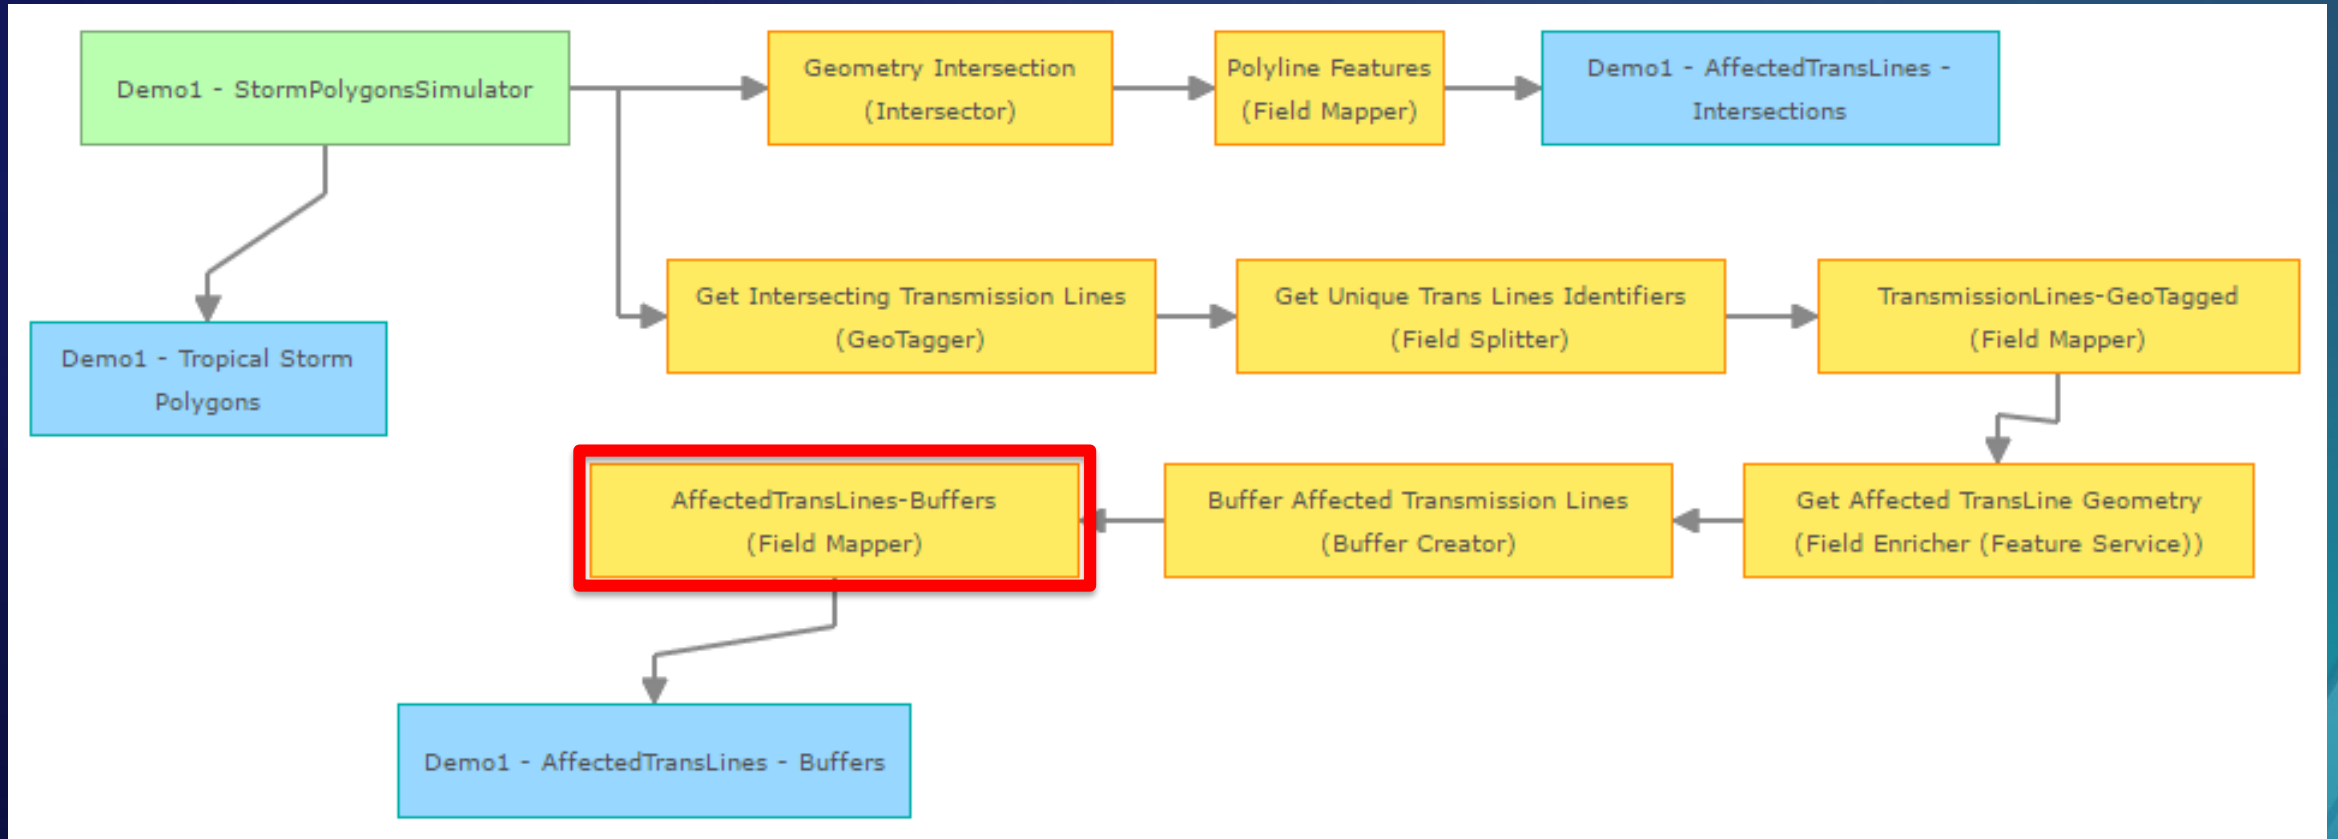 Demo1 - StormPolygonsSimulator
Geometry Intersection
(Intersector)
Polyline Features
(Field Mapper)
Demo1 - AffectedTransLines -
Intersections
Demo1 - Tropical Storm
Polygons
Get Intersecting Transmission Lines
(GeoTagger)
Get Unique Trans Lines Identifiers
(Field Splitter)
TransmissionLines-GeoTagged
(Field Mapper)
Get Affected TransLine Geometry
(Field Enricher (Feature Service))
Buffer Affected Transmission Lines
(Buffer Creator)
AffectedTransLines-Buffers
(Field Mapper)
Demo1 - AffectedTransLines - Buffers